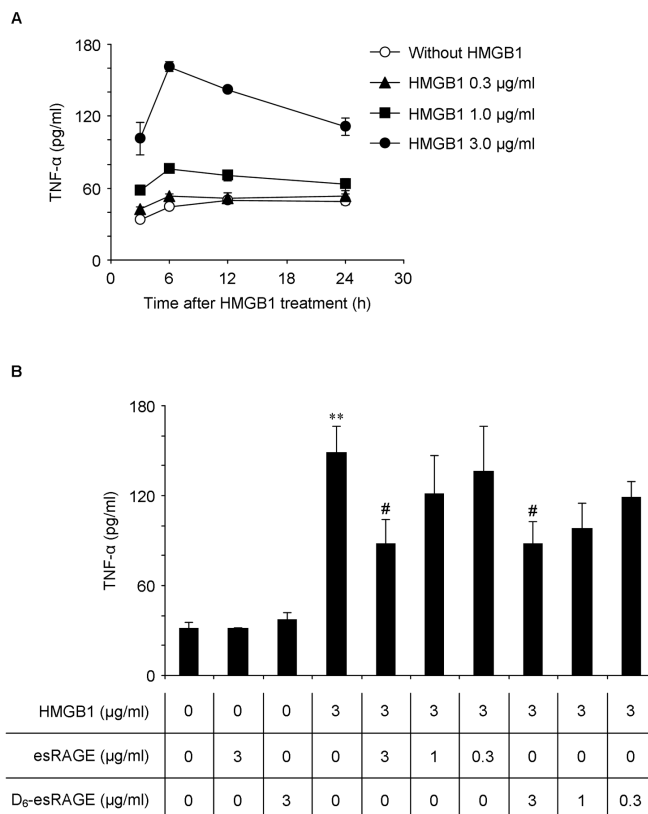 A
180
120
60
0
TNF-α (pg/ml)
0 6 12 18 24 30
Time after HMGB1 treatment (h)
Without HMGB1
HMGB1 0.3 µg/ml
HMGB1 1.0 µg/ml
HMGB1 3.0 µg/ml
B
180
120
60
0
TNF-α (pg/ml)
**
#
#
HMGB1 (µg/ml) 0 0 0 3 3 3 3 3 3 3
esRAGE (µg/ml) 0 3 0 0 3 1 0.3 0 0 0
D₆-esRAGE (µg/ml) 0 0 3 0 0 0 0 3 1 0.3